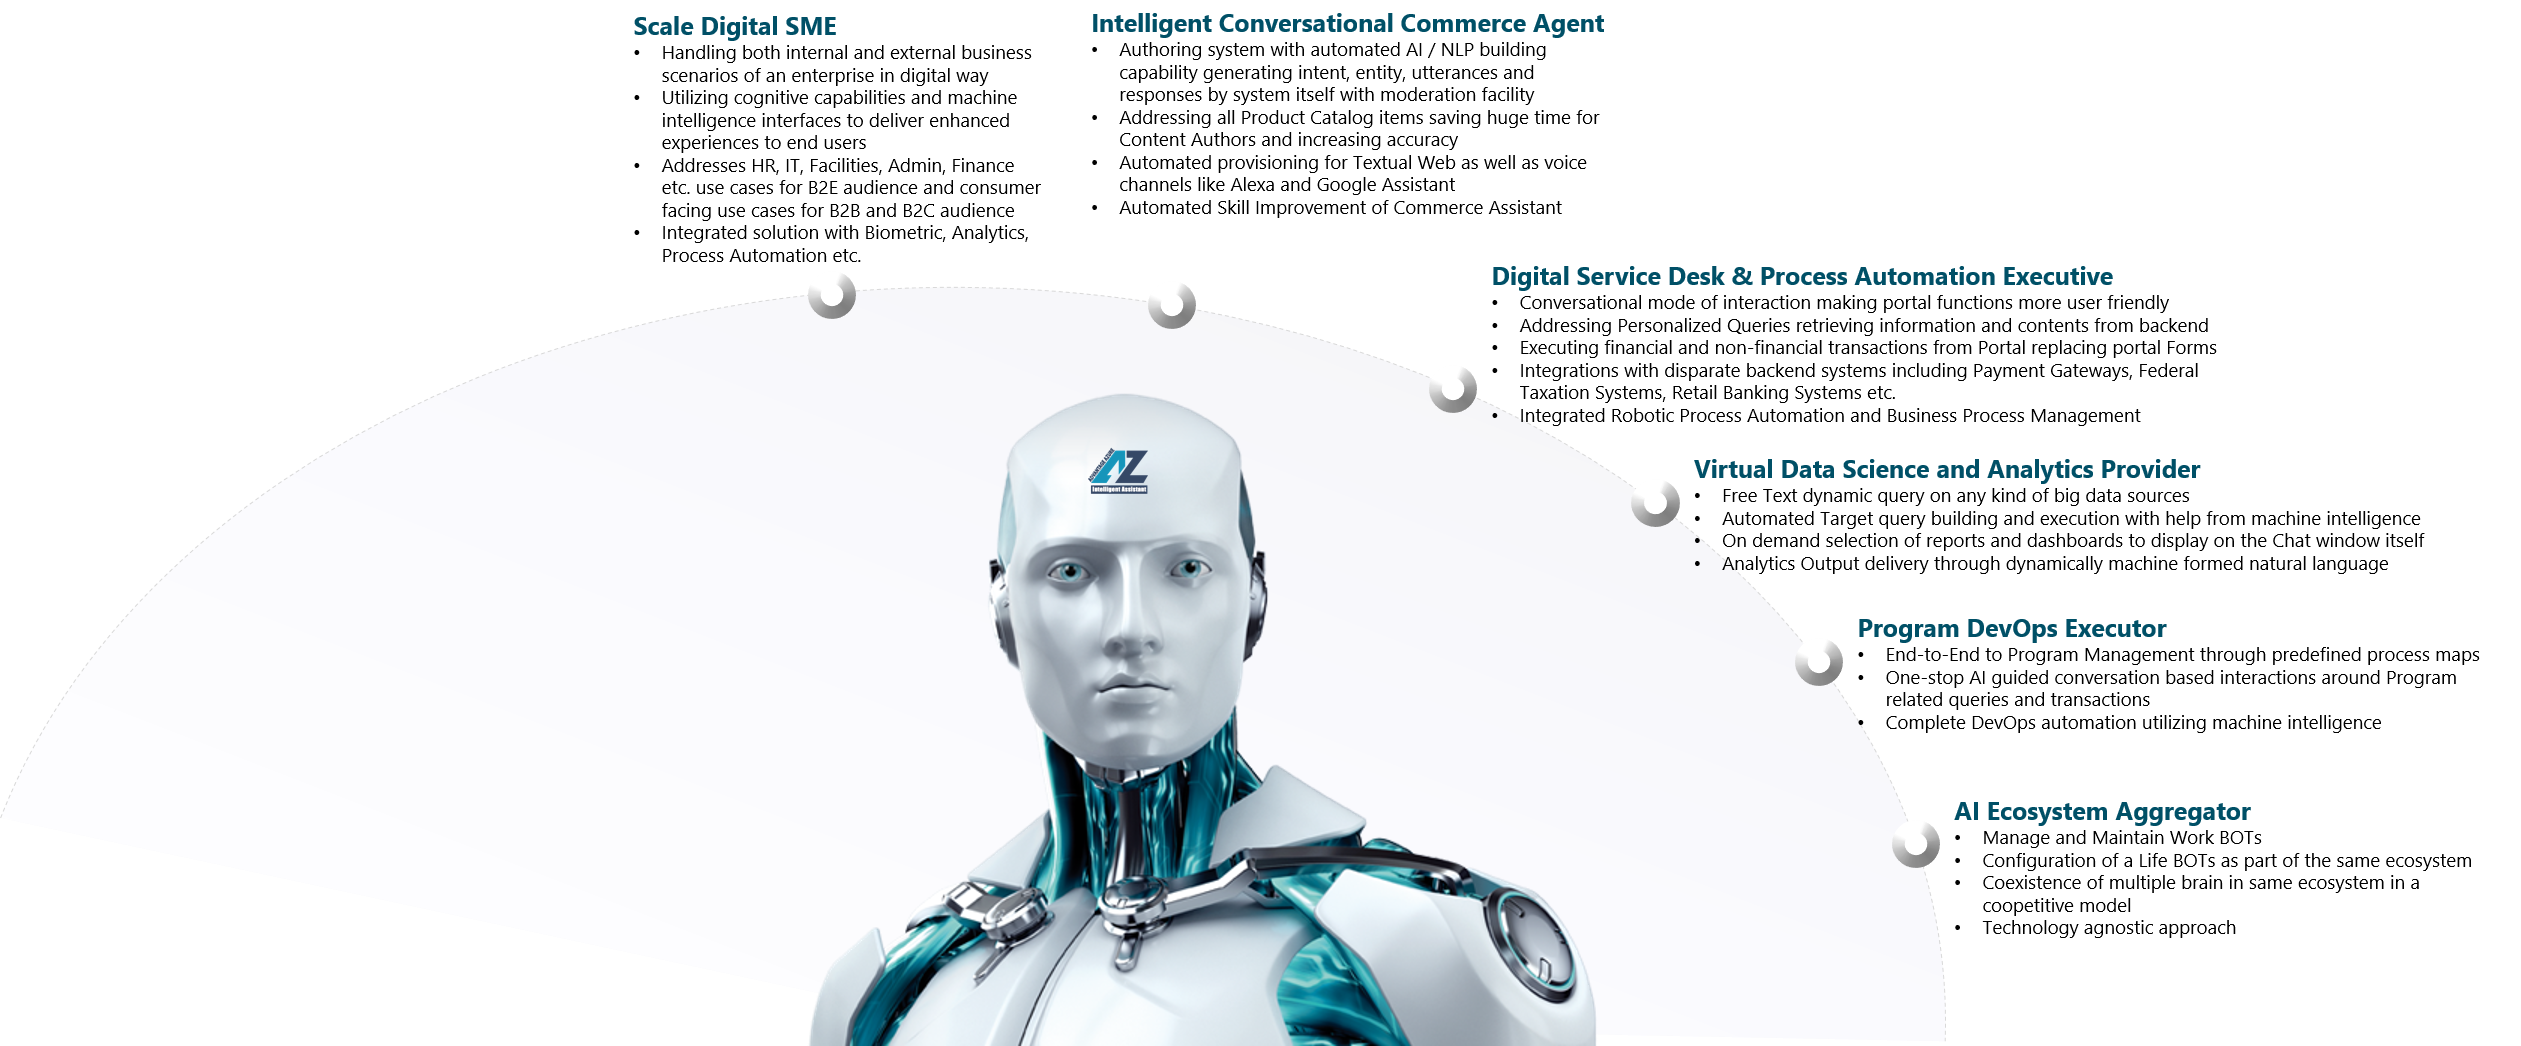 Scale Digital SME
• Handling both internal and external business
scenarios of an enterprise in digital way
• Utilizing cognitive capabilities and machine
intelligence interfaces to deliver enhanced
experiences to end users
• Addresses HR, IT, Facilities, Admin, Finance
etc. use cases for B2E audience and consumer
facing use cases for B2B and B2C audience
• Integrated solution with Biometric, Analytics,
Process Automation etc.
Intelligent Conversational Commerce Agent
• Authoring system with automated AI / NLP building
capability generating intent, entity, utterances and
responses by system itself with moderation facility
• Addressing all Product Catalog items saving huge time for
Content Authors and increasing accuracy
• Automated provisioning for Textual Web as well as voice
channels like Alexa and Google Assistant
• Automated Skill Improvement of Commerce Assistant
Digital Service Desk & Process Automation Executive
• Conversational mode of interaction making portal functions more user friendly
• Addressing Personalized Queries retrieving information and contents from backend
• Executing financial and non-financial transactions from Portal replacing portal Forms
• Integrations with disparate backend systems including Payment Gateways, Federal
Taxation Systems, Retail Banking Systems etc.
• Integrated Robotic Process Automation and Business Process Management
Virtual Data Science and Analytics Provider
• Free Text dynamic query on any kind of big data sources
• Automated Target query building and execution with help from machine intelligence
• On demand selection of reports and dashboards to display on the Chat window itself
• Analytics Output delivery through dynamically machine formed natural language
Program DevOps Executor
• End-to-End to Program Management through predefined process maps
• One-stop AI guided conversation based interactions around Program
related queries and transactions
• Complete DevOps automation utilizing machine intelligence
AI Ecosystem Aggregator
• Manage and Maintain Work BOTs
• Configuration of a Life BOTs as part of the same ecosystem
• Coexistence of multiple brain in same ecosystem in a
coopetitive model
• Technology agnostic approach
ADVANTAGE AZURE
AZ
Intelligent Assistant